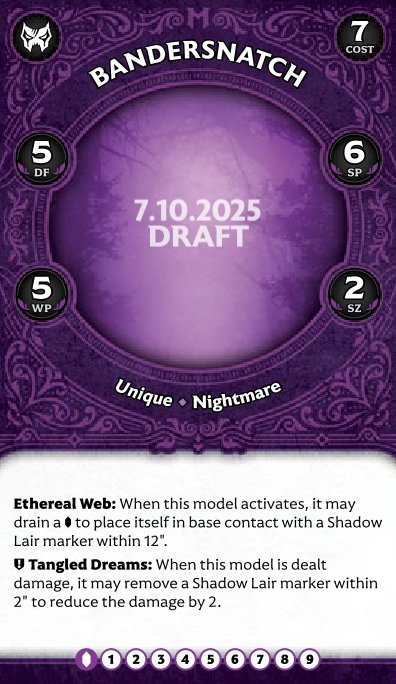 BANDERSNATCH
7
COST
5
DF
6
SP
7.10.2025
DRAFT
5
WP
2
SZ
Unique ⬥ Nightmare
Ethereal Web: When this model activates, it may
drain a ⬮ to place itself in base contact with a Shadow
Lair marker within 12".
Tangled Dreams: When this model is dealt
damage, it may remove a Shadow Lair marker within
2" to reduce the damage by 2.
1 2 3 4 5 6 7 8 9